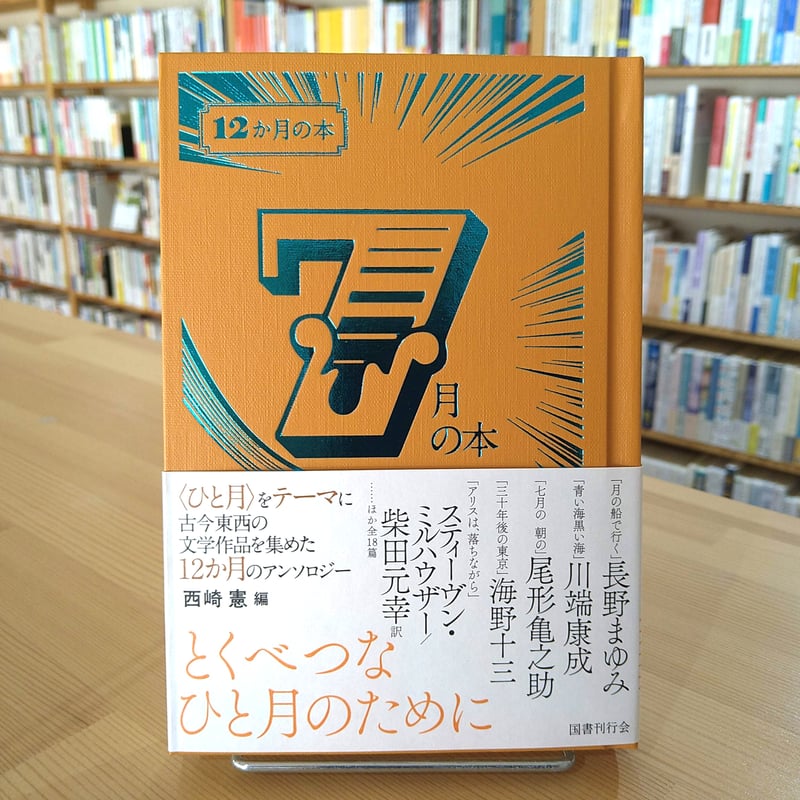 12か月の本
7
月
の本
〈ひと月〉をテーマに
古今東西の
文学作品を集めた
12か月のアンソロジー
西崎憲 編
「月の船で行く」長野まゆみ
「青い海黒い海」川端康成
「七月の 朝の」尾形亀之助
「三十年後の東京」海野十三
「アリスは、落ちながら」
スティーヴン・
ミルハウザー/
柴田元幸 訳
……ほか全18篇
とくべつな
ひと月のために
国書刊行会